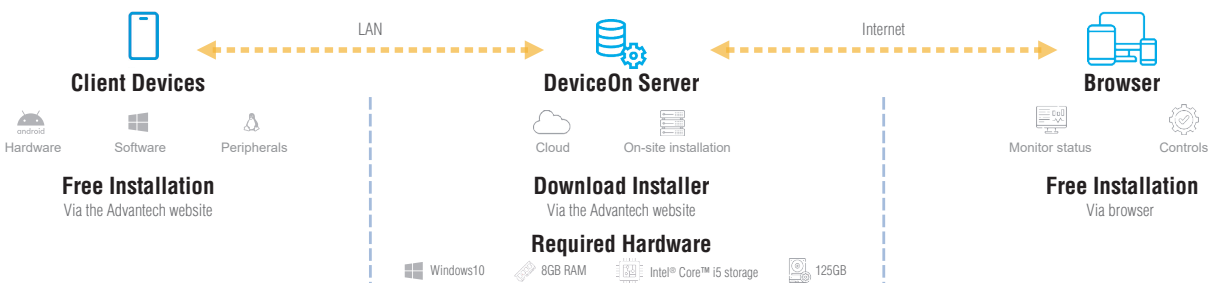 LAN
Internet
Client Devices
DeviceOn Server
Browser
android
Hardware
Software
Peripherals
Cloud
On-site installation
Monitor status
Controls
Free Installation
Via the Advantech website
Download Installer
Via the Advantech website
Free Installation
Via browser
Required Hardware
Windows10
8GB RAM
Intel® Core™ i5 storage
125GB